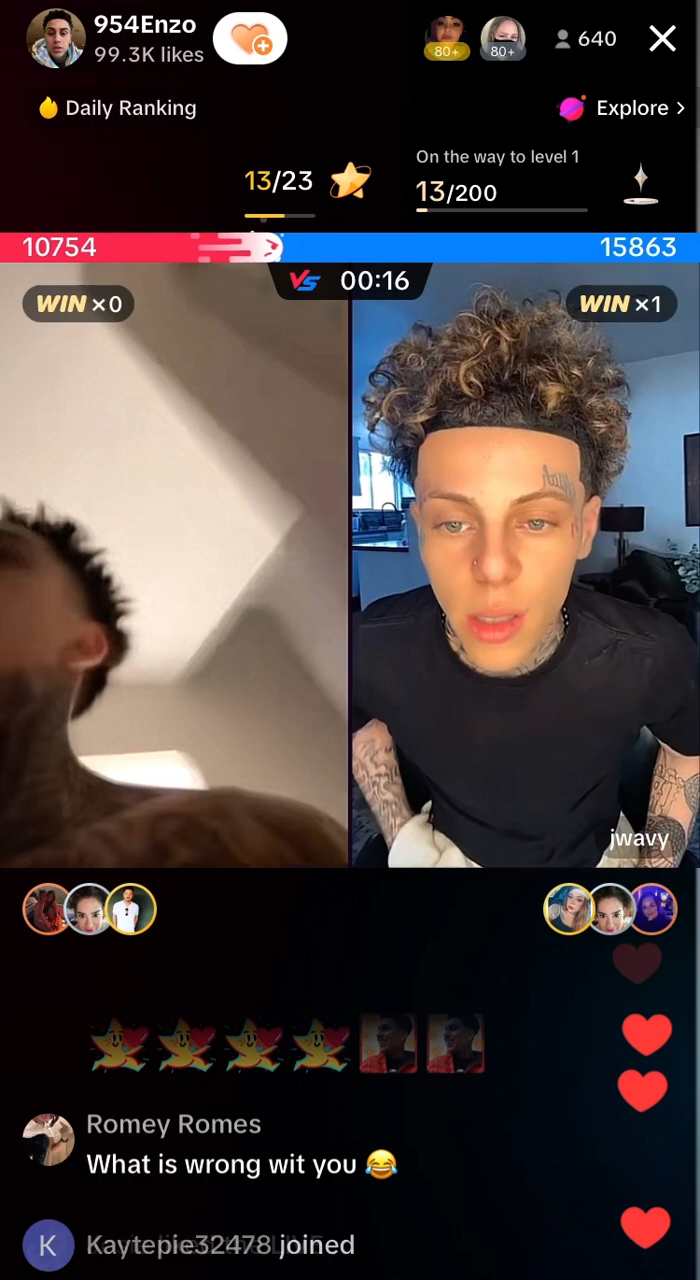 954Enzo
99.3K likes
80+
80+
640
Daily Ranking
Explore >
13/23
On the way to level 1
13/200
10754
15863
VS 00:16
WIN ×0
WIN ×1
jwavy
Romey Romes
What is wrong wit you 😂
K
Kaytepie32478 joined